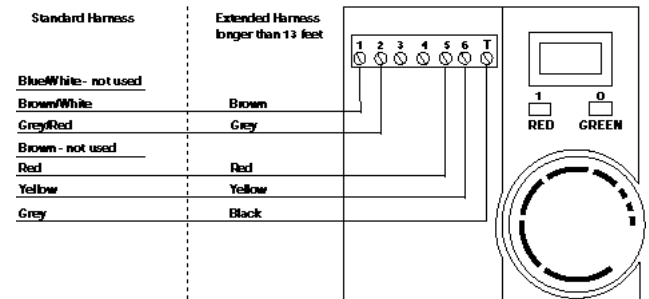 Standard Harness
Extended Harness
longer than 13 feet
1 2 3 4 5 6 T
Blue/White - not used
Brown/White Brown
Grey/Red Grey
Brown - not used
Red Red
Yellow Yellow
Grey Black
1 0
RED GREEN